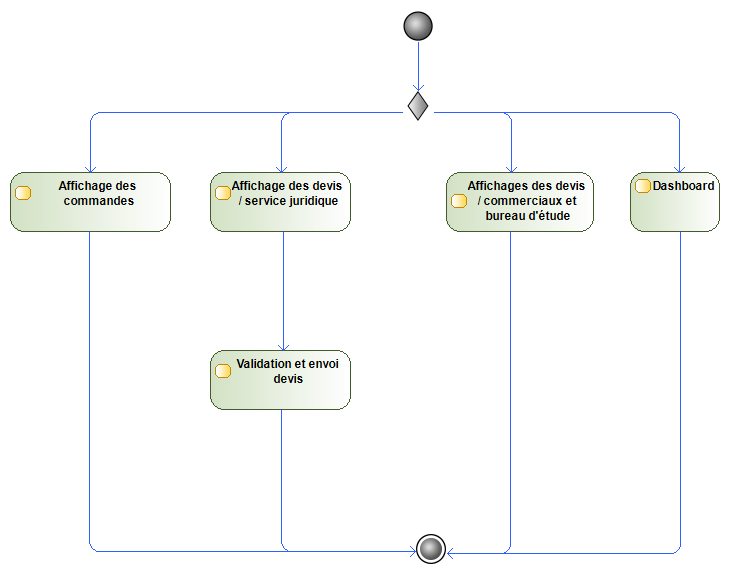 Affichage des
commandes
Affichage des devis
/ service juridique
Affichages des devis
/ commerciaux et
bureau d'étude
Dashboard
Validation et envoi
devis